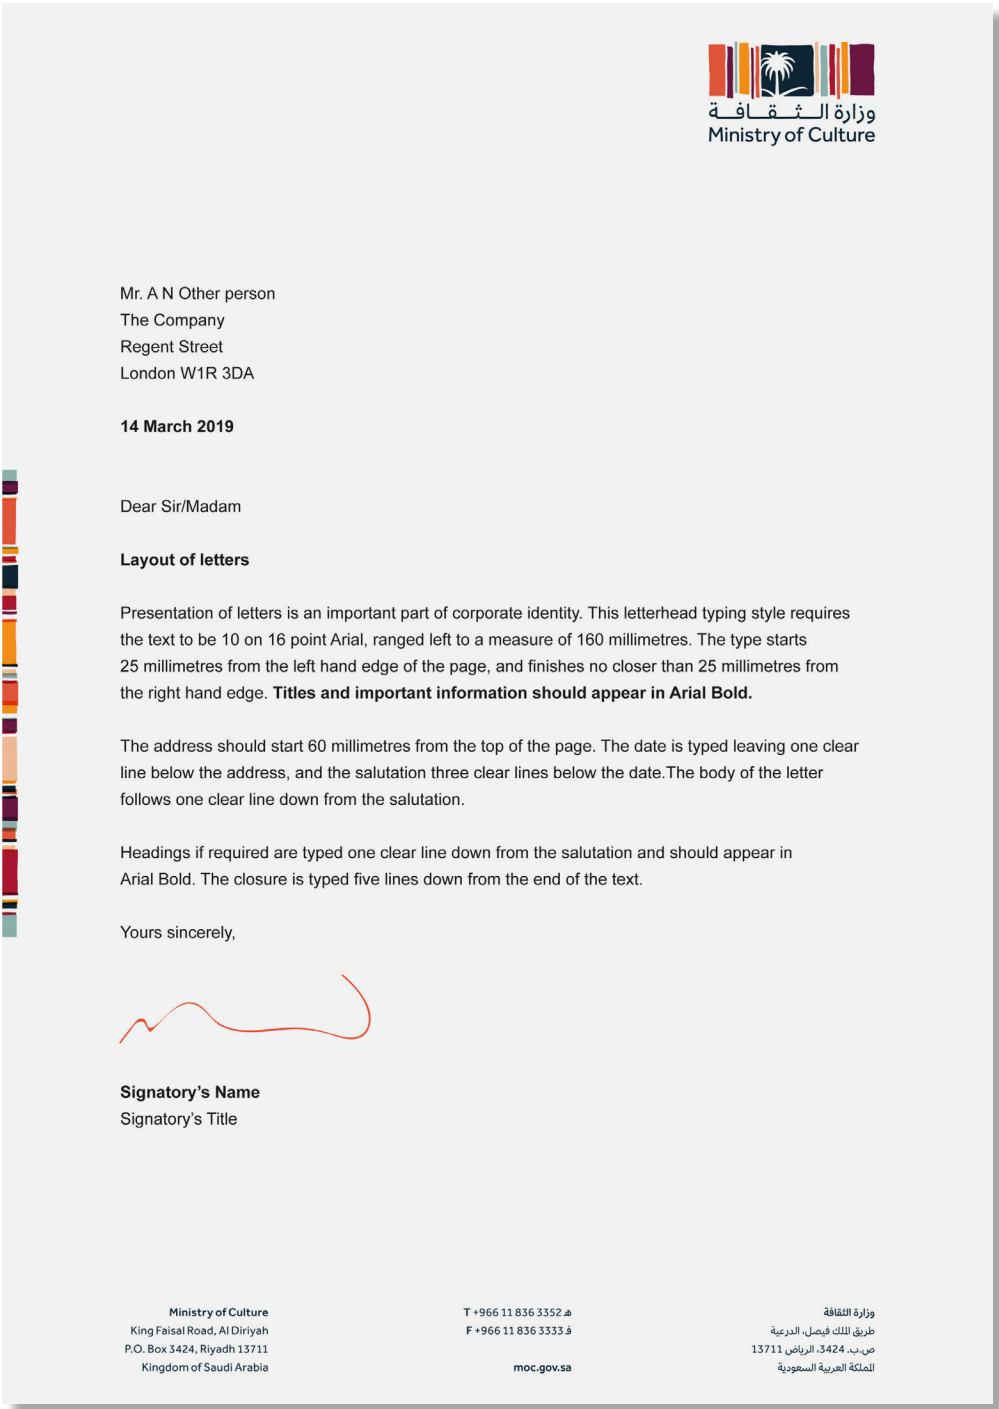 وزارة الــثــقــافــة
Ministry of Culture
Mr. A N Other person
The Company
Regent Street
London W1R 3DA
14 March 2019
Dear Sir/Madam
Layout of letters
Presentation of letters is an important part of corporate identity. This letterhead typing style requires
the text to be 10 on 16 point Arial, ranged left to a measure of 160 millimetres. The type starts
25 millimetres from the left hand edge of the page, and finishes no closer than 25 millimetres from
the right hand edge. Titles and important information should appear in Arial Bold.
The address should start 60 millimetres from the top of the page. The date is typed leaving one clear
line below the address, and the salutation three clear lines below the date.The body of the letter
follows one clear line down from the salutation.
Headings if required are typed one clear line down from the salutation and should appear in
Arial Bold. The closure is typed five lines down from the end of the text.
Yours sincerely,
Signatory’s Name
Signatory’s Title
Ministry of Culture
King Faisal Road, Al Diriyah
P.O. Box 3424, Riyadh 13711
Kingdom of Saudi Arabia
T +966 11 836 3352 هـ
F +966 11 836 3333 ف
moc.gov.sa
وزارة الثقافة
طريق الملك فيصل، الدرعية
ص.ب. 3424، الرياض 13711
المملكة العربية السعودية